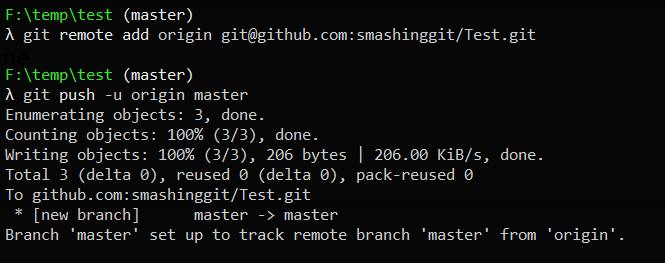 F:\temp\test (master)
λ git remote add origin git@github.com:smashinggit/Test.git
F:\temp\test (master)
λ git push -u origin master
Enumerating objects: 3, done.
Counting objects: 100% (3/3), done.
Writing objects: 100% (3/3), 206 bytes | 206.00 KiB/s, done.
Total 3 (delta 0), reused 0 (delta 0), pack-reused 0
To github.com:smashinggit/Test.git
 * [new branch]      master -> master
Branch 'master' set up to track remote branch 'master' from 'origin'.